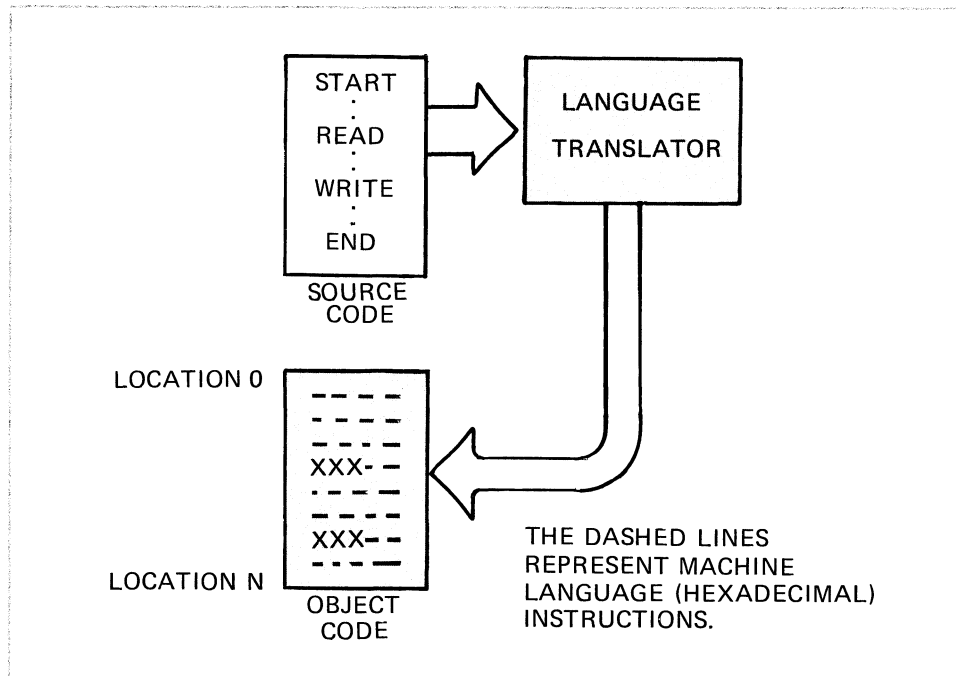 START
.
.
READ
.
.
WRITE
.
.
END
SOURCE
CODE
LANGUAGE
TRANSLATOR
LOCATION 0
- - - -
- - - -
- - - -
XXX- -
- - - -
- - - -
XXX- -
- - - -
LOCATION N
OBJECT
CODE
THE DASHED LINES
REPRESENT MACHINE
LANGUAGE (HEXADECIMAL)
INSTRUCTIONS.